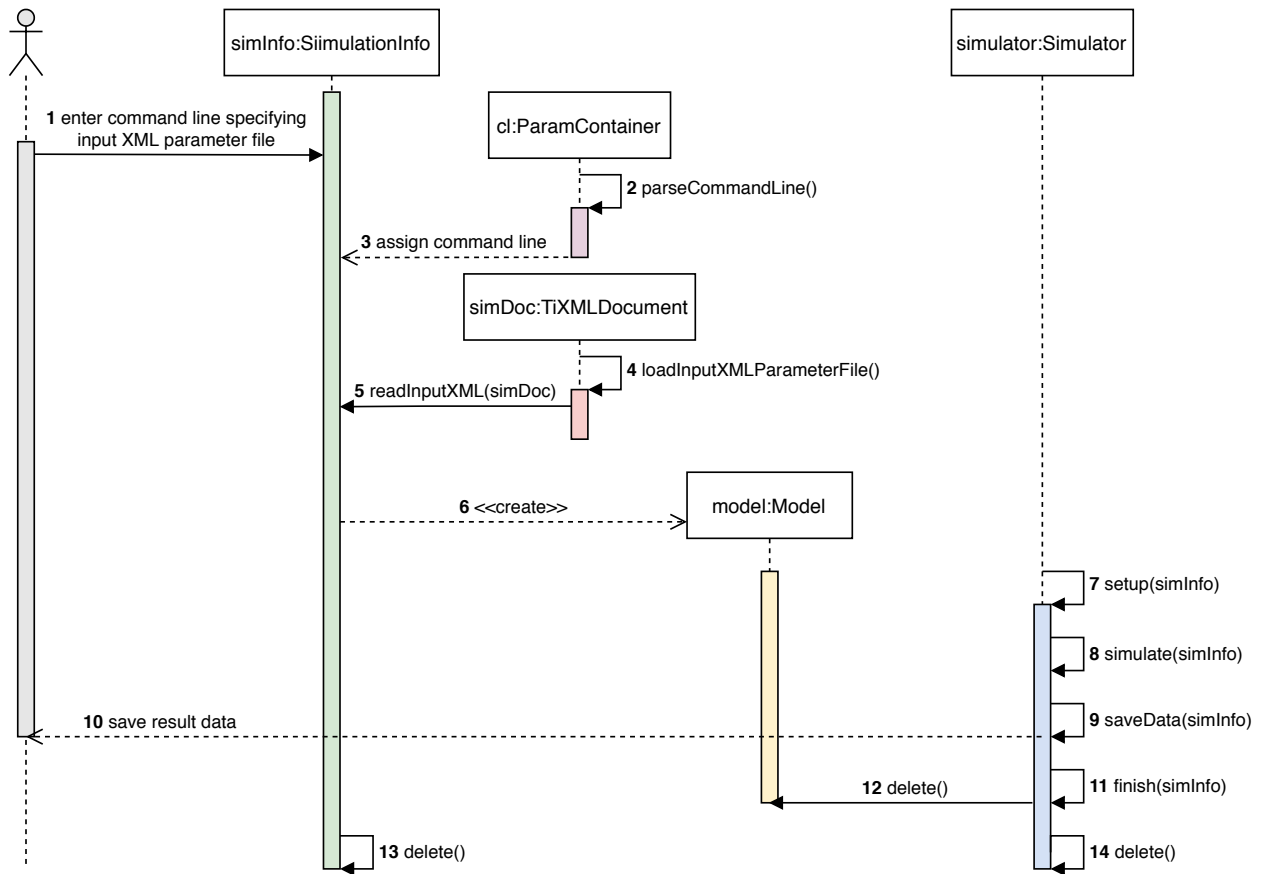 simInfo:SiimulationInfo
simulator:Simulator
1 enter command line specifying
input XML parameter file
cl:ParamContainer
2 parseCommandLine()
3 assign command line
simDoc:TiXMLDocument
4 loadInputXMLParameterFile()
5 readInputXML(simDoc)
6 <<create>>
model:Model
7 setup(simInfo)
8 simulate(simInfo)
10 save result data
9 saveData(simInfo)
12 delete()
11 finish(simInfo)
13 delete()
14 delete()